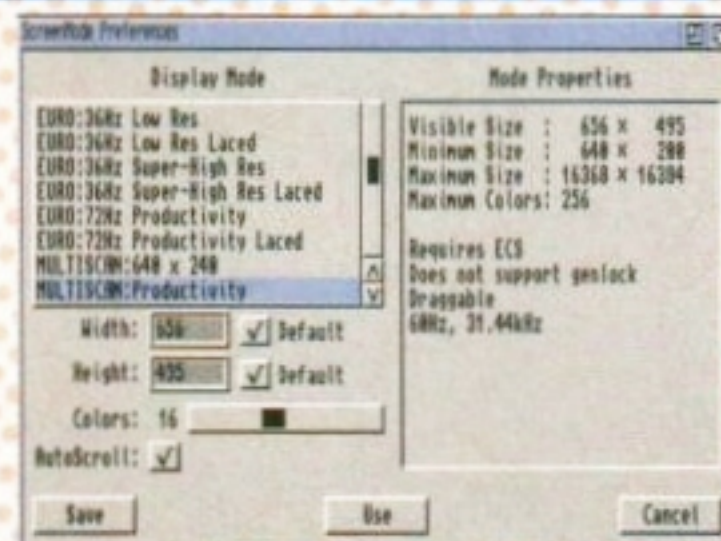 ScreenMode Preferences
Display Mode
EURO:36Hz Low Res
EURO:36Hz Low Res Laced
EURO:36Hz Super-High Res
EURO:36Hz Super-High Res Laced
EURO:72Hz Productivity
EURO:72Hz Productivity Laced
MULTISCAN:640 x 240
MULTISCAN:Productivity
Width: 656 Default
Height: 495 Default
Colors: 16
AutoScroll:
Mode Properties
Visible Size : 656 × 495
Minimum Size : 640 × 200
Maximum Size : 16368 × 16384
Maximum Colors: 256
Requires ECS
Does not support genlock
Draggable
60Hz, 31.44kHz
Save Use Cancel